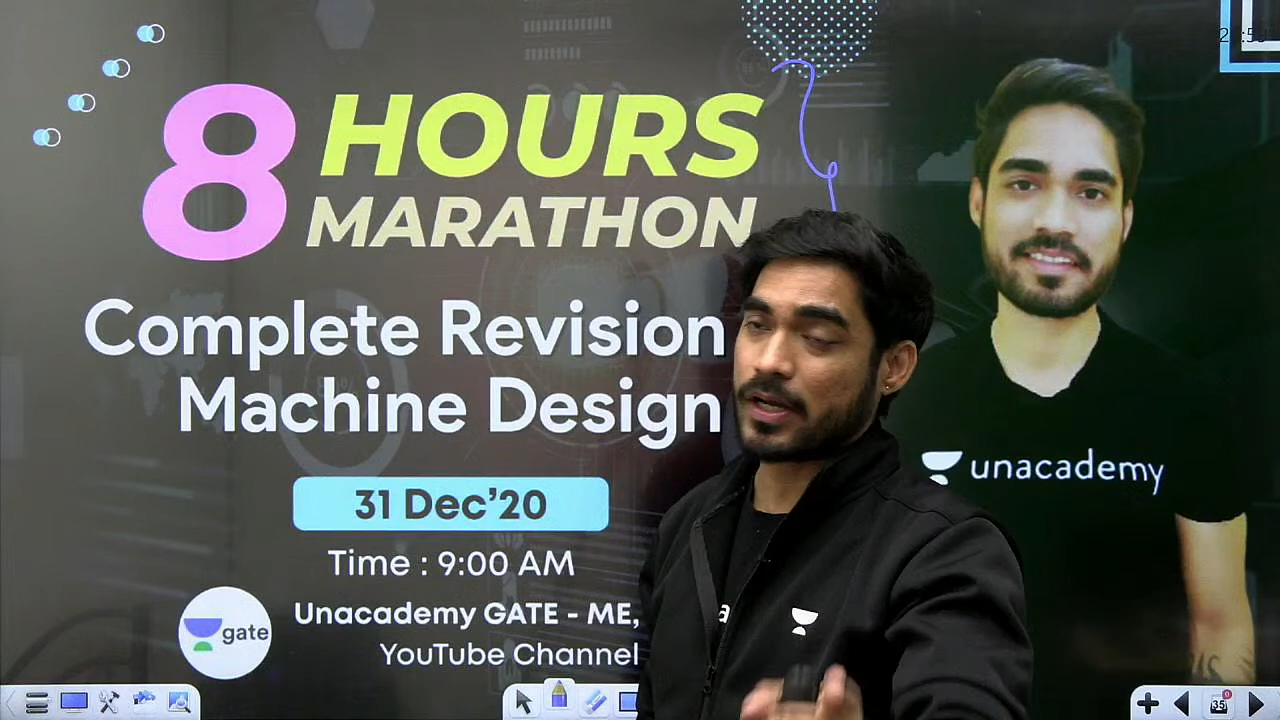 8 HOURS
MARATHON
Complete Revision
Machine Design
31 Dec’20
Time : 9:00 AM
Unacademy GATE - ME,
YouTube Channel
gate
unacademy
a
35